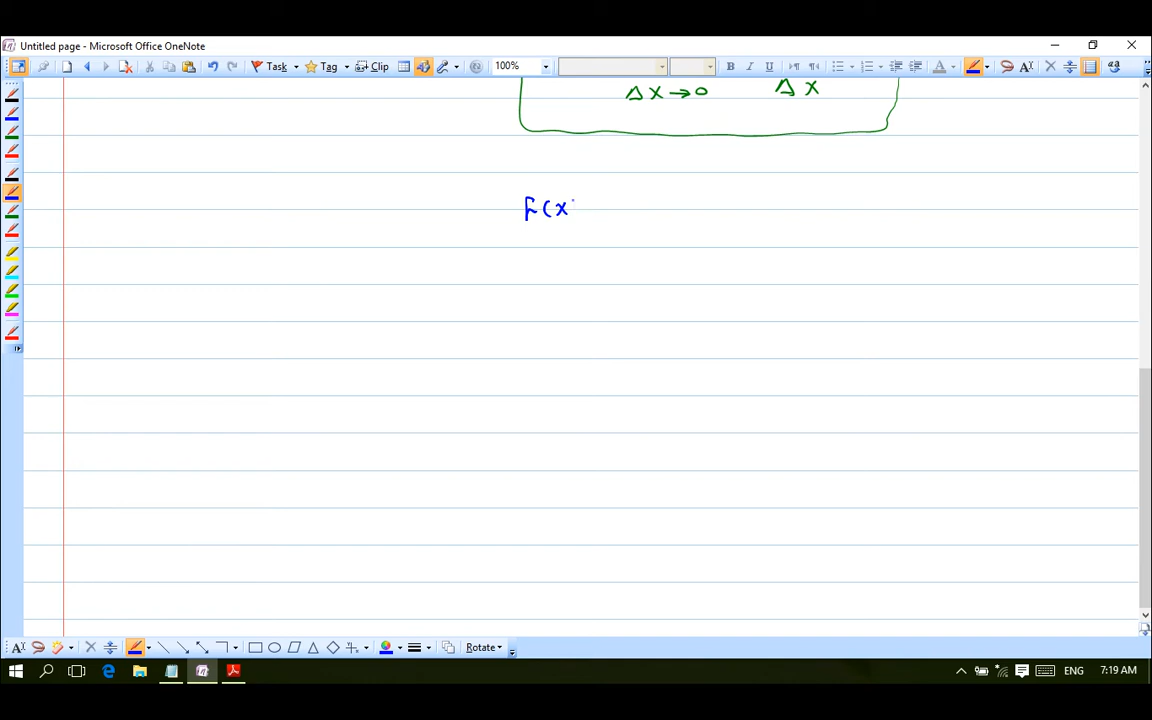 Untitled page - Microsoft Office OneNote
Task Tag Clip 100% B I U A
Δx→0 Δx
F(x
Rotate
ENG 7:19 AM